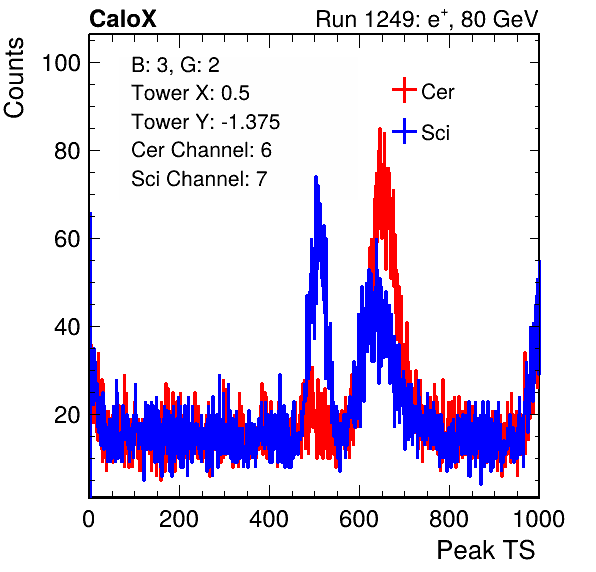 CaloX Run 1249: e⁺, 80 GeV
Counts
100
80
60
40
20
B: 3, G: 2
Tower X: 0.5
Tower Y: -1.375
Cer Channel: 6
Sci Channel: 7
Cer
Sci
0 200 400 600 800 1000
Peak TS